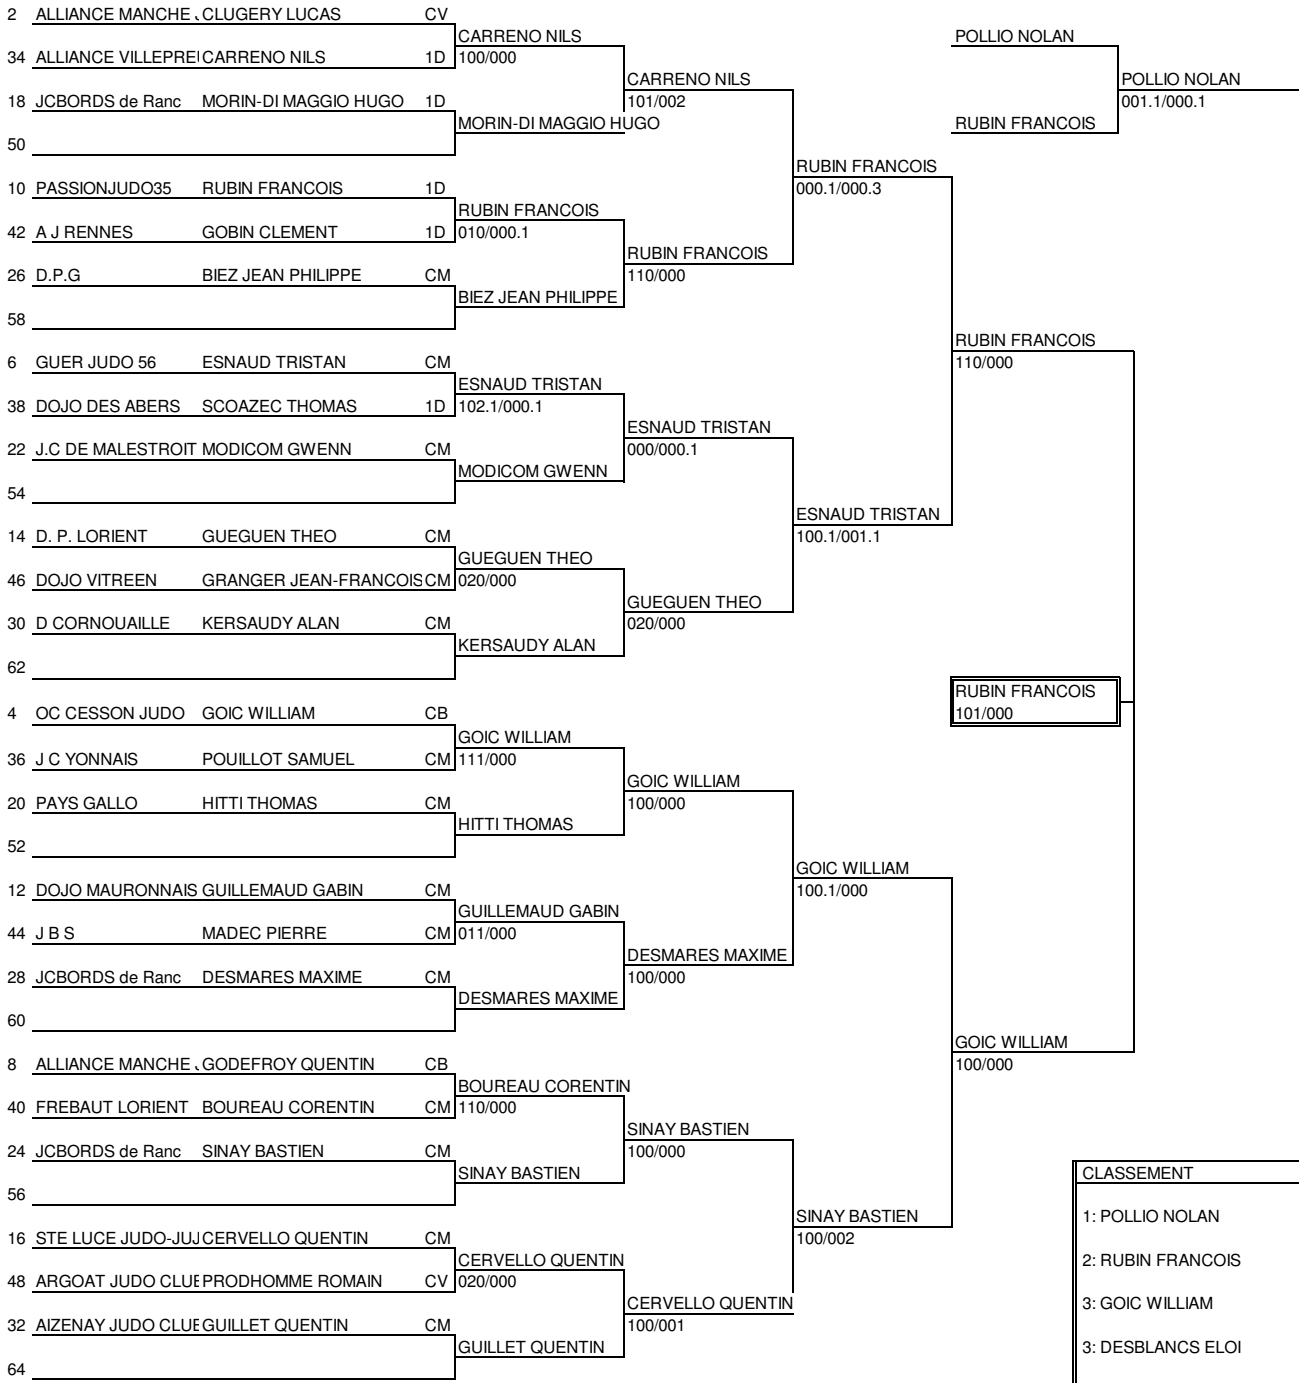 2 ALLIANCE MANCHE J CLUGERY LUCAS CV
CARRENO NILS
POLLIO NOLAN
34 ALLIANCE VILLEPREU CARRENO NILS 1D 100/000
CARRENO NILS
POLLIO NOLAN
18 JCBORDS de Ranc MORIN-DI MAGGIO HUGO 1D
101/002
001.1/000.1
MORIN-DI MAGGIO HUGO
RUBIN FRANCOIS
50
RUBIN FRANCOIS
10 PASSIONJUDO35 RUBIN FRANCOIS 1D
000.1/000.3
RUBIN FRANCOIS
42 A J RENNES GOBIN CLEMENT 1D 010/000.1
RUBIN FRANCOIS
26 D.P.G BIEZ JEAN PHILIPPE CM
110/000
BIEZ JEAN PHILIPPE
58
RUBIN FRANCOIS
6 GUER JUDO 56 ESNAUD TRISTAN CM
110/000
ESNAUD TRISTAN
38 DOJO DES ABERS SCOAZEC THOMAS 1D 102.1/000.1
ESNAUD TRISTAN
22 J.C DE MALESTROIT MODICOM GWENN CM
000/000.1
MODICOM GWENN
54
ESNAUD TRISTAN
14 D. P. LORIENT GUEGUEN THEO CM
100.1/001.1
GUEGUEN THEO
46 DOJO VITREEN GRANGER JEAN-FRANCOIS CM 020/000
GUEGUEN THEO
30 D CORNOUAILLE KERSAUDY ALAN CM
020/000
KERSAUDY ALAN
62
RUBIN FRANCOIS
4 OC CESSON JUDO GOIC WILLIAM CB
101/000
GOIC WILLIAM
36 J C YONNAIS POUILLOT SAMUEL CM 111/000
GOIC WILLIAM
20 PAYS GALLO HITTI THOMAS CM
100/000
HITTI THOMAS
52
GOIC WILLIAM
12 DOJO MAURONNAIS GUILLEMAUD GABIN CM
100.1/000
GUILLEMAUD GABIN
44 J B S MADEC PIERRE CM 011/000
DESMARES MAXIME
28 JCBORDS de Ranc DESMARES MAXIME CM
100/000
DESMARES MAXIME
60
GOIC WILLIAM
8 ALLIANCE MANCHE J GODEFROY QUENTIN CB
100/000
BOUREAU CORENTIN
40 FREBAUT LORIENT BOUREAU CORENTIN CM 110/000
SINAY BASTIEN
24 JCBORDS de Ranc SINAY BASTIEN CM
100/000
SINAY BASTIEN
CLASSEMENT
56
SINAY BASTIEN
1: POLLIO NOLAN
16 STE LUCE JUDO-JUJ CERVELLO QUENTIN CM
100/002
CERVELLO QUENTIN
2: RUBIN FRANCOIS
48 ARGOAT JUDO CLUB PRODHOMME ROMAIN CV 020/000
CERVELLO QUENTIN
3: GOIC WILLIAM
32 AIZENAY JUDO CLUB GUILLET QUENTIN CM
100/001
GUILLET QUENTIN
3: DESBLANCS ELOI
64